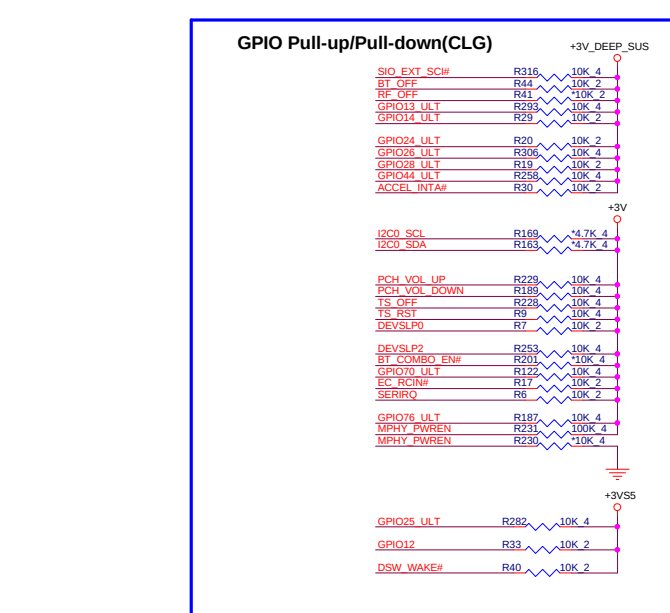 GPIO Pull-up/Pull-down(CLG)
+3V_DEEP_SUS
SIO_EXT_SCI# R316 10K_4
BT_OFF R44 10K_2
RF_OFF R41 *10K_2
GPIO13_ULT R293 10K_4
GPIO14_ULT R29 10K_2
GPIO24_ULT R20 10K_2
GPIO26_ULT R306 10K_4
GPIO28_ULT R19 10K_2
GPIO44_ULT R258 10K_4
ACCEL_INTA# R30 10K_2
+3V
I2C0_SCL R169 *4.7K_4
I2C0_SDA R163 *4.7K_4
PCH_VOL_UP R229 10K_4
PCH_VOL_DOWN R189 10K_4
TS_OFF R228 10K_4
TS_RST R9 10K_4
DEVSLP0 R7 10K_2
DEVSLP2 R253 10K_4
BT_COMBO_EN# R201 *10K_4
GPIO70_ULT R122 10K_4
EC_RCIN# R17 10K_2
SERIRQ R6 10K_2
GPIO76_ULT R187 10K_4
MPHY_PWREN R231 100K_4
MPHY_PWREN R230 *10K_4
+3VS5
GPIO25_ULT R282 10K_4
GPIO12 R33 10K_2
DSW_WAKE# R40 10K_2